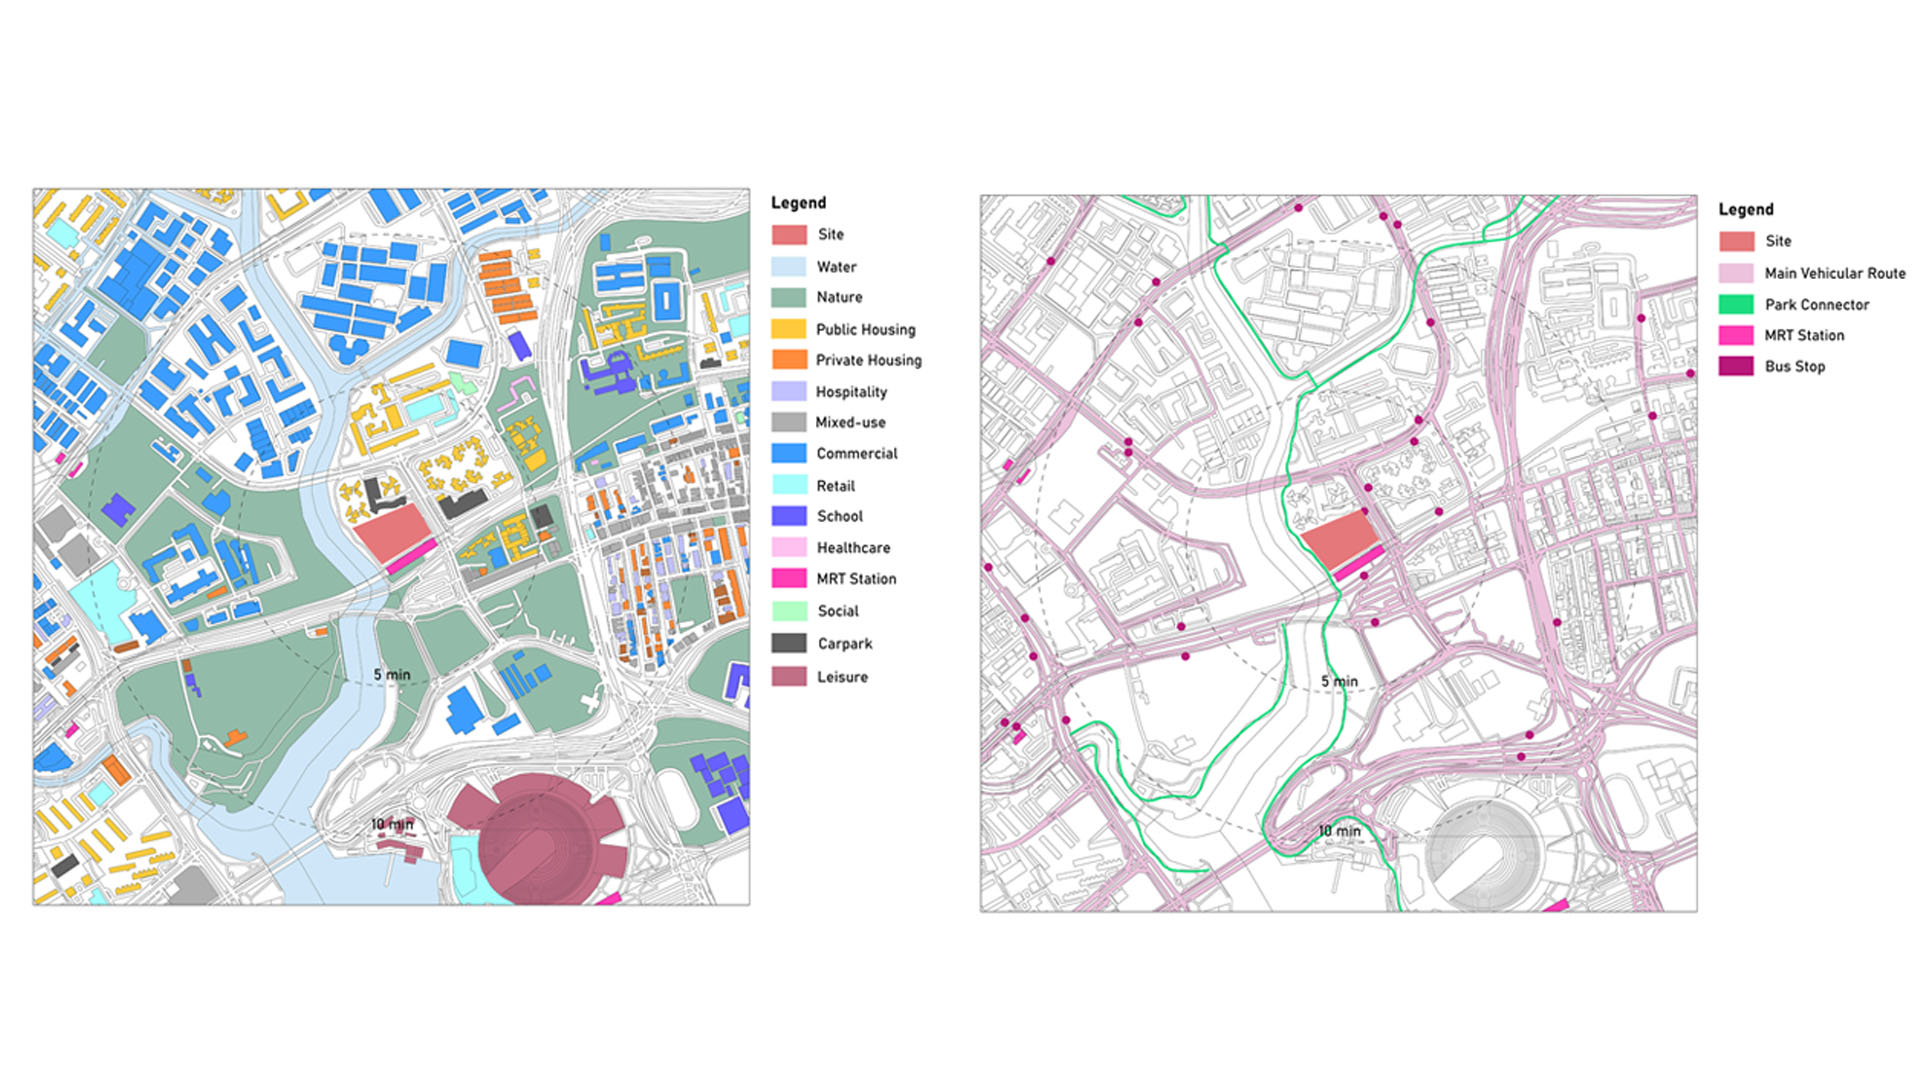 Legend
Site
Water
Nature
Public Housing
Private Housing
Hospitality
Mixed-use
Commercial
Retail
School
Healthcare
MRT Station
Social
Carpark
Leisure
5 min
10 min
Legend
Site
Main Vehicular Route
Park Connector
MRT Station
Bus Stop
5 min
10 min